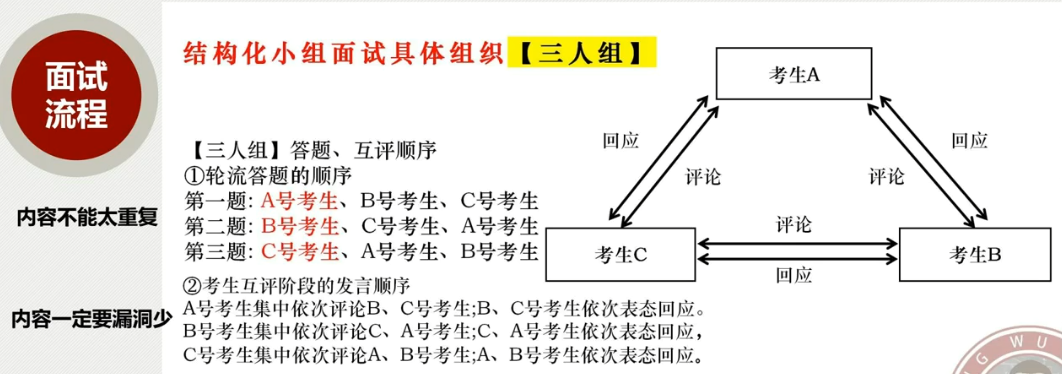 面试
流程
内容不能太重复
内容一定要漏洞少
结构化小组面试具体组织【三人组】
【三人组】答题、互评顺序
①轮流答题的顺序
第一题: A号考生、B号考生、C号考生
第二题: B号考生、C号考生、A号考生
第三题: C号考生、A号考生、B号考生
②考生互评阶段的发言顺序
A号考生集中依次评论B、C号考生;B、C号考生依次表态回应。
B号考生集中依次评论C、A号考生;C、A号考生依次表态回应，
C号考生集中依次评论A、B号考生;A、B号考生依次表态回应。
考生A
回应
评论
评论
回应
考生C
评论
回应
考生B
G WU